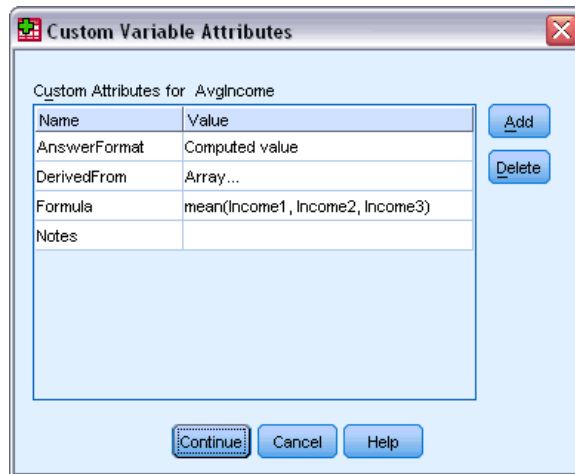 Custom Variable Attributes
Custom Attributes for AvgIncome
Name Value
AnswerFormat Computed value
DerivedFrom Array...
Formula mean(Income1, Income2, Income3)
Notes
Add
Delete
Continue Cancel Help